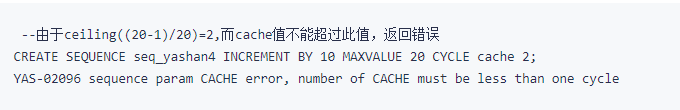 --由于ceiling((20-1)/20)=2,而cache值不能超过此值，返回错误
CREATE SEQUENCE seq_yashan4 INCREMENT BY 10 MAXVALUE 20 CYCLE cache 2;
YAS-02096 sequence param CACHE error, number of CACHE must be less than one cycle